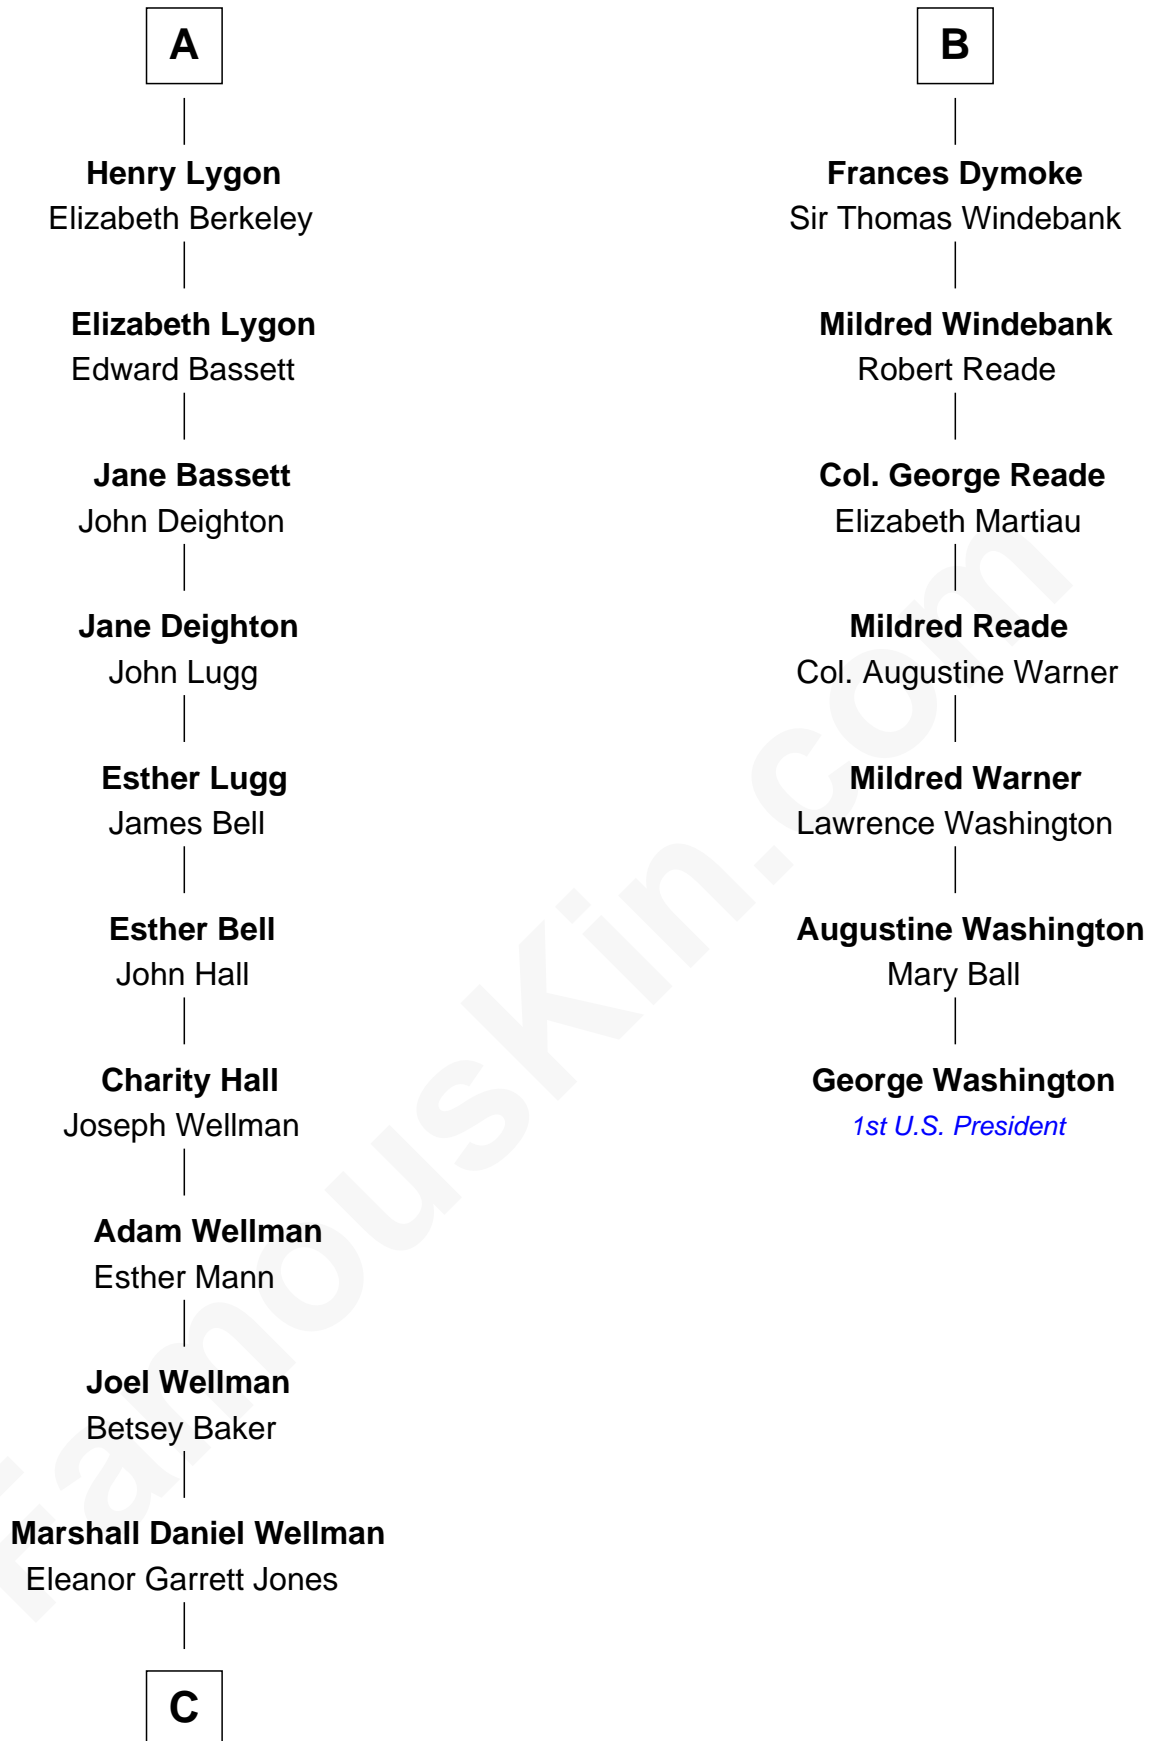 A
Henry Lygon
Elizabeth Berkeley
Elizabeth Lygon
Edward Bassett
Jane Bassett
John Deighton
Jane Deighton
John Lugg
Esther Lugg
James Bell
Esther Bell
John Hall
Charity Hall
Joseph Wellman
Adam Wellman
Esther Mann
Joel Wellman
Betsey Baker
Marshall Daniel Wellman
Eleanor Garrett Jones
C
B
Frances Dymoke
Sir Thomas Windebank
Mildred Windebank
Robert Reade
Col. George Reade
Elizabeth Martiau
Mildred Reade
Col. Augustine Warner
Mildred Warner
Lawrence Washington
Augustine Washington
Mary Ball
George Washington
1st U.S. President
FamousKin.com